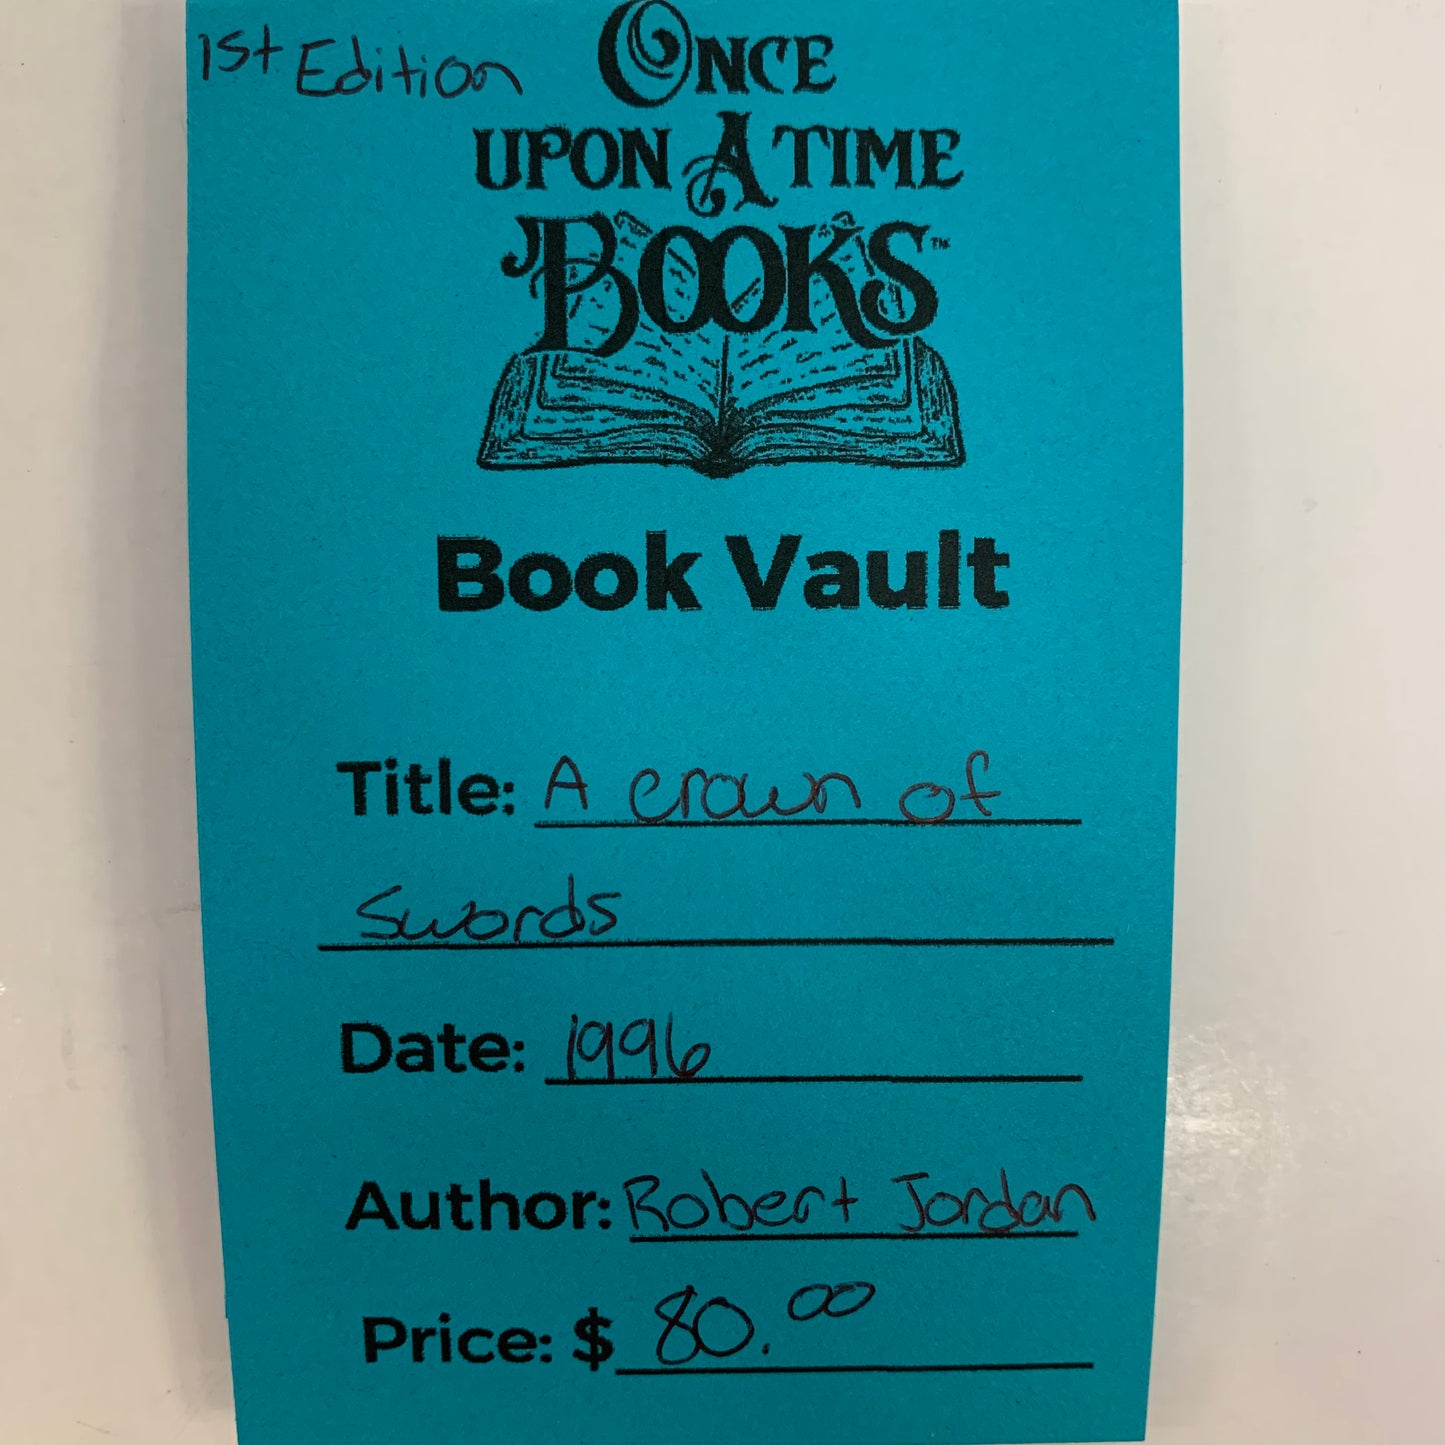 1st Edition
ONCE
UPON A TIME
BOOKS™
Book Vault
Title: A crown of
Swords
Date: 1996
Author: Robert Jordan
Price: $ 80.00